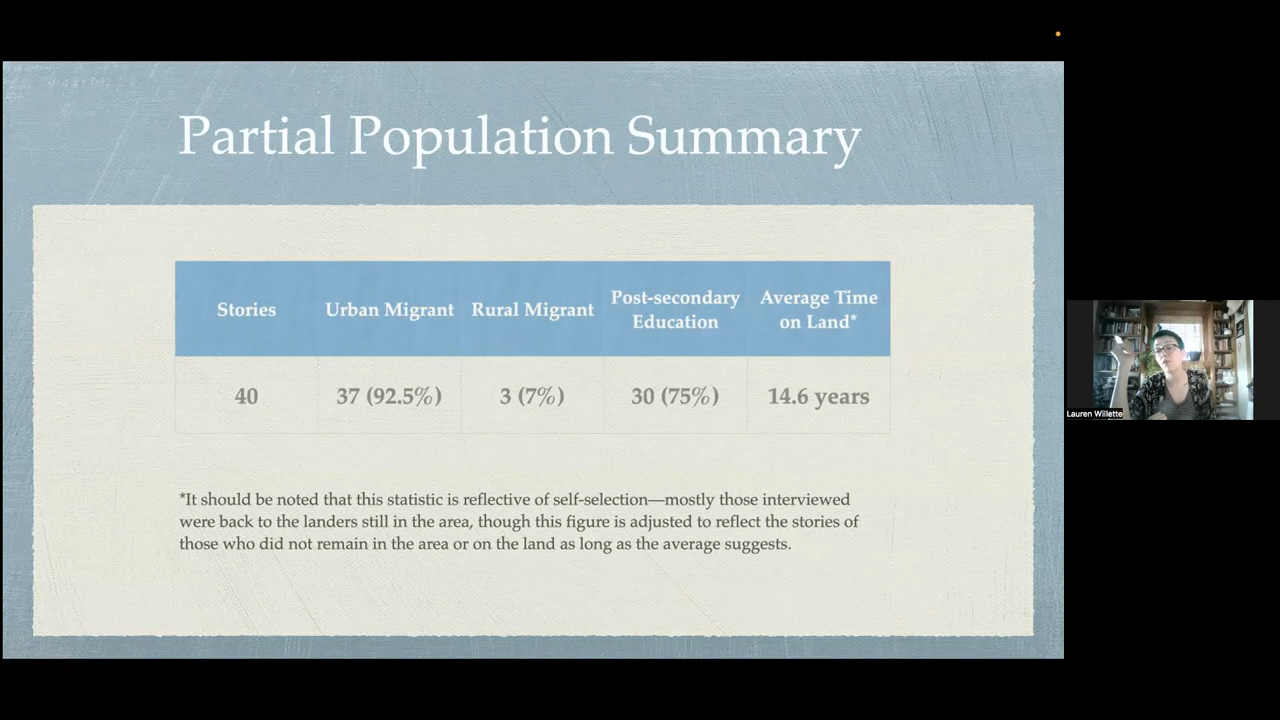 Partial Population Summary
Stories
Urban Migrant
Rural Migrant
Post-secondary
Education
Average Time
on Land*
40
37 (92.5%)
3 (7%)
30 (75%)
14.6 years
*It should be noted that this statistic is reflective of self-selection—mostly those interviewed
were back to the landers still in the area, though this figure is adjusted to reflect the stories of
those who did not remain in the area or on the land as long as the average suggests.
Lauren Willette